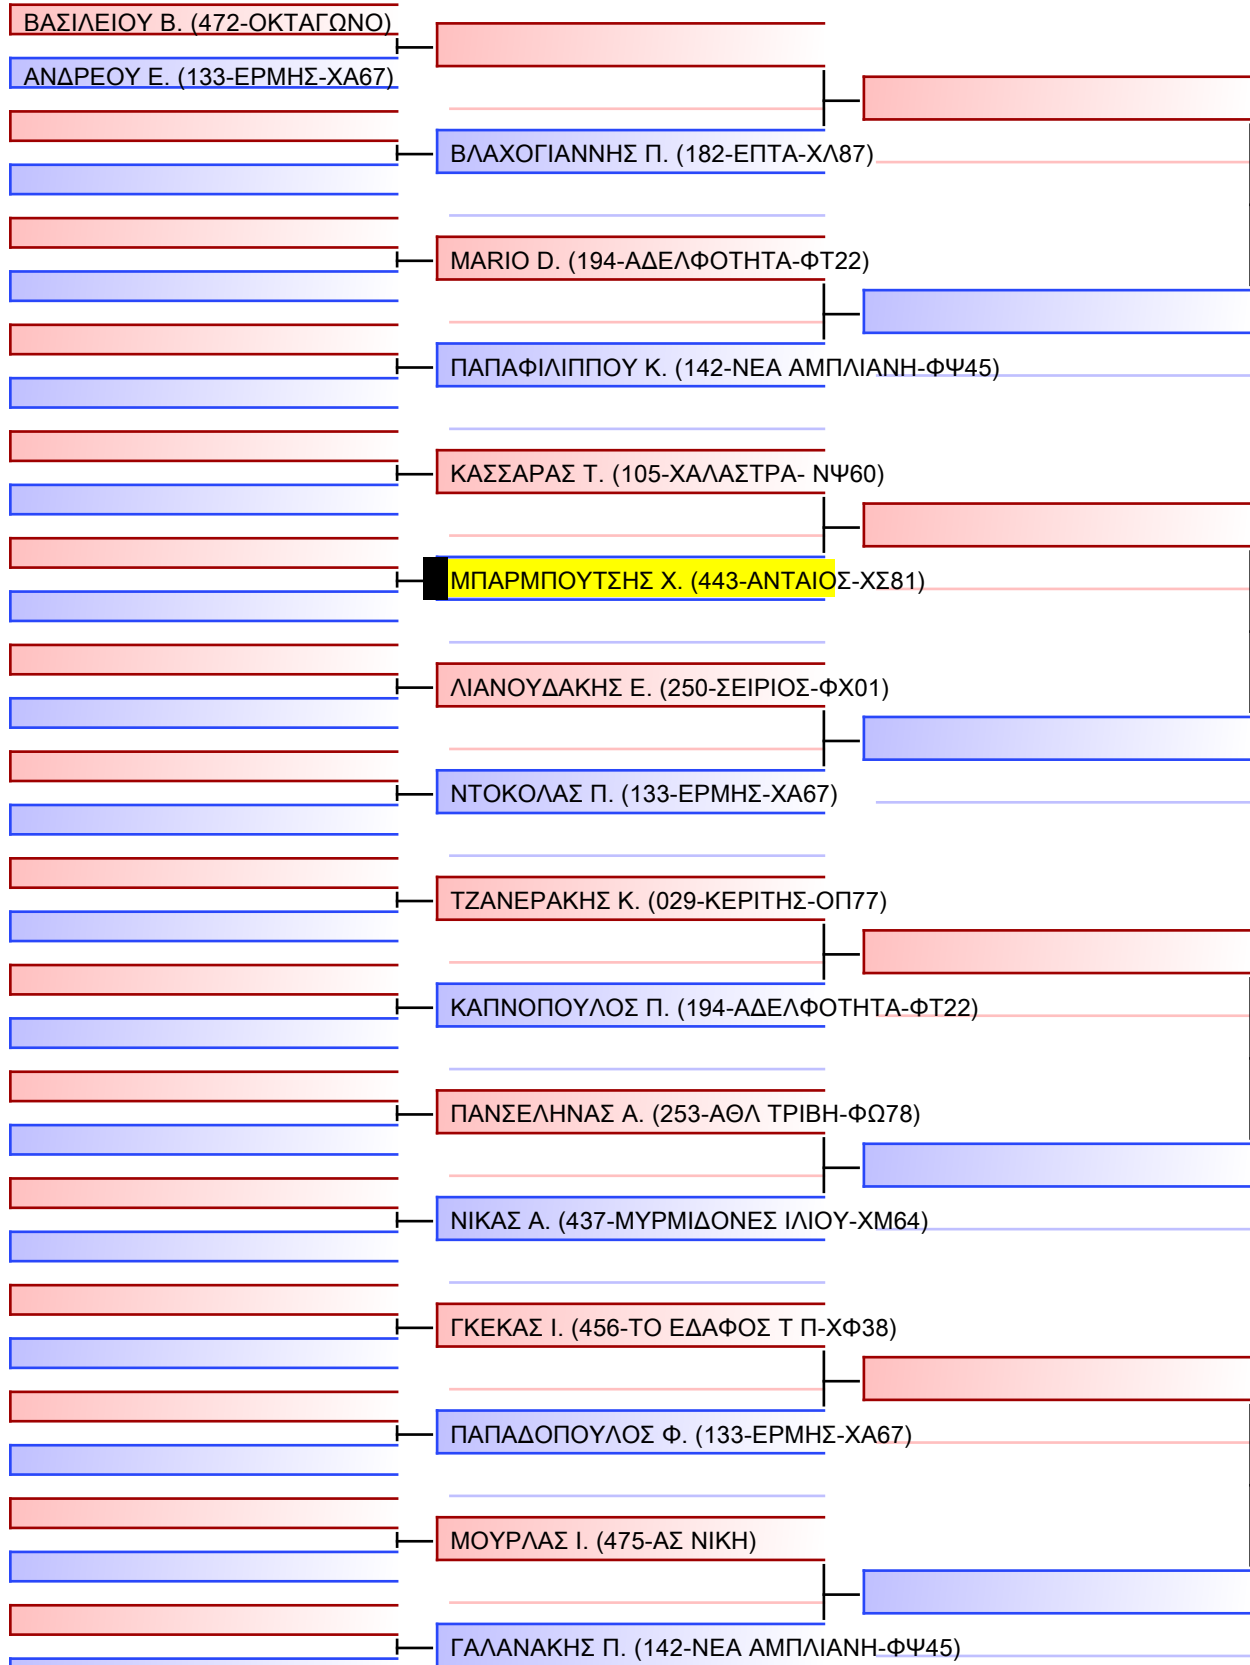 ΒΑΣΙΛΕΙΟΥ Β. (472-ΟΚΤΑΓΩΝΟ)
ΑΝΔΡΕΟΥ Ε. (133-ΕΡΜΗΣ-ΧΑ67)
ΒΛΑΧΟΓΙΑΝΝΗΣ Π. (182-ΕΠΤΑ-ΧΛ87)
MARIO D. (194-ΑΔΕΛΦΟΤΗΤΑ-ΦΤ22)
ΠΑΠΑΦΙΛΙΠΠΟΥ Κ. (142-ΝΕΑ ΑΜΠΛΙΑΝΗ-ΦΨ45)
ΚΑΣΣΑΡΑΣ Τ. (105-ΧΑΛΑΣΤΡΑ- ΝΨ60)
ΜΠΑΡΜΠΟΥΤΣΗΣ Χ. (443-ΑΝΤΑΙΟΣ-ΧΣ81)
ΛΙΑΝΟΥΔΑΚΗΣ Ε. (250-ΣΕΙΡΙΟΣ-ΦΧ01)
ΝΤΟΚΟΛΑΣ Π. (133-ΕΡΜΗΣ-ΧΑ67)
ΤΖΑΝΕΡΑΚΗΣ Κ. (029-ΚΕΡΙΤΗΣ-ΟΠ77)
ΚΑΠΝΟΠΟΥΛΟΣ Π. (194-ΑΔΕΛΦΟΤΗΤΑ-ΦΤ22)
ΠΑΝΣΕΛΗΝΑΣ Α. (253-ΑΘΛ ΤΡΙΒΗ-ΦΩ78)
ΝΙΚΑΣ Α. (437-ΜΥΡΜΙΔΟΝΕΣ ΙΛΙΟΥ-ΧΜ64)
ΓΚΕΚΑΣ Ι. (456-ΤΟ ΕΔΑΦΟΣ Τ Π-ΧΦ38)
ΠΑΠΑΔΟΠΟΥΛΟΣ Φ. (133-ΕΡΜΗΣ-ΧΑ67)
ΜΟΥΡΛΑΣ Ι. (475-ΑΣ ΝΙΚΗ)
ΓΑΛΑΝΑΚΗΣ Π. (142-ΝΕΑ ΑΜΠΛΙΑΝΗ-ΦΨ45)